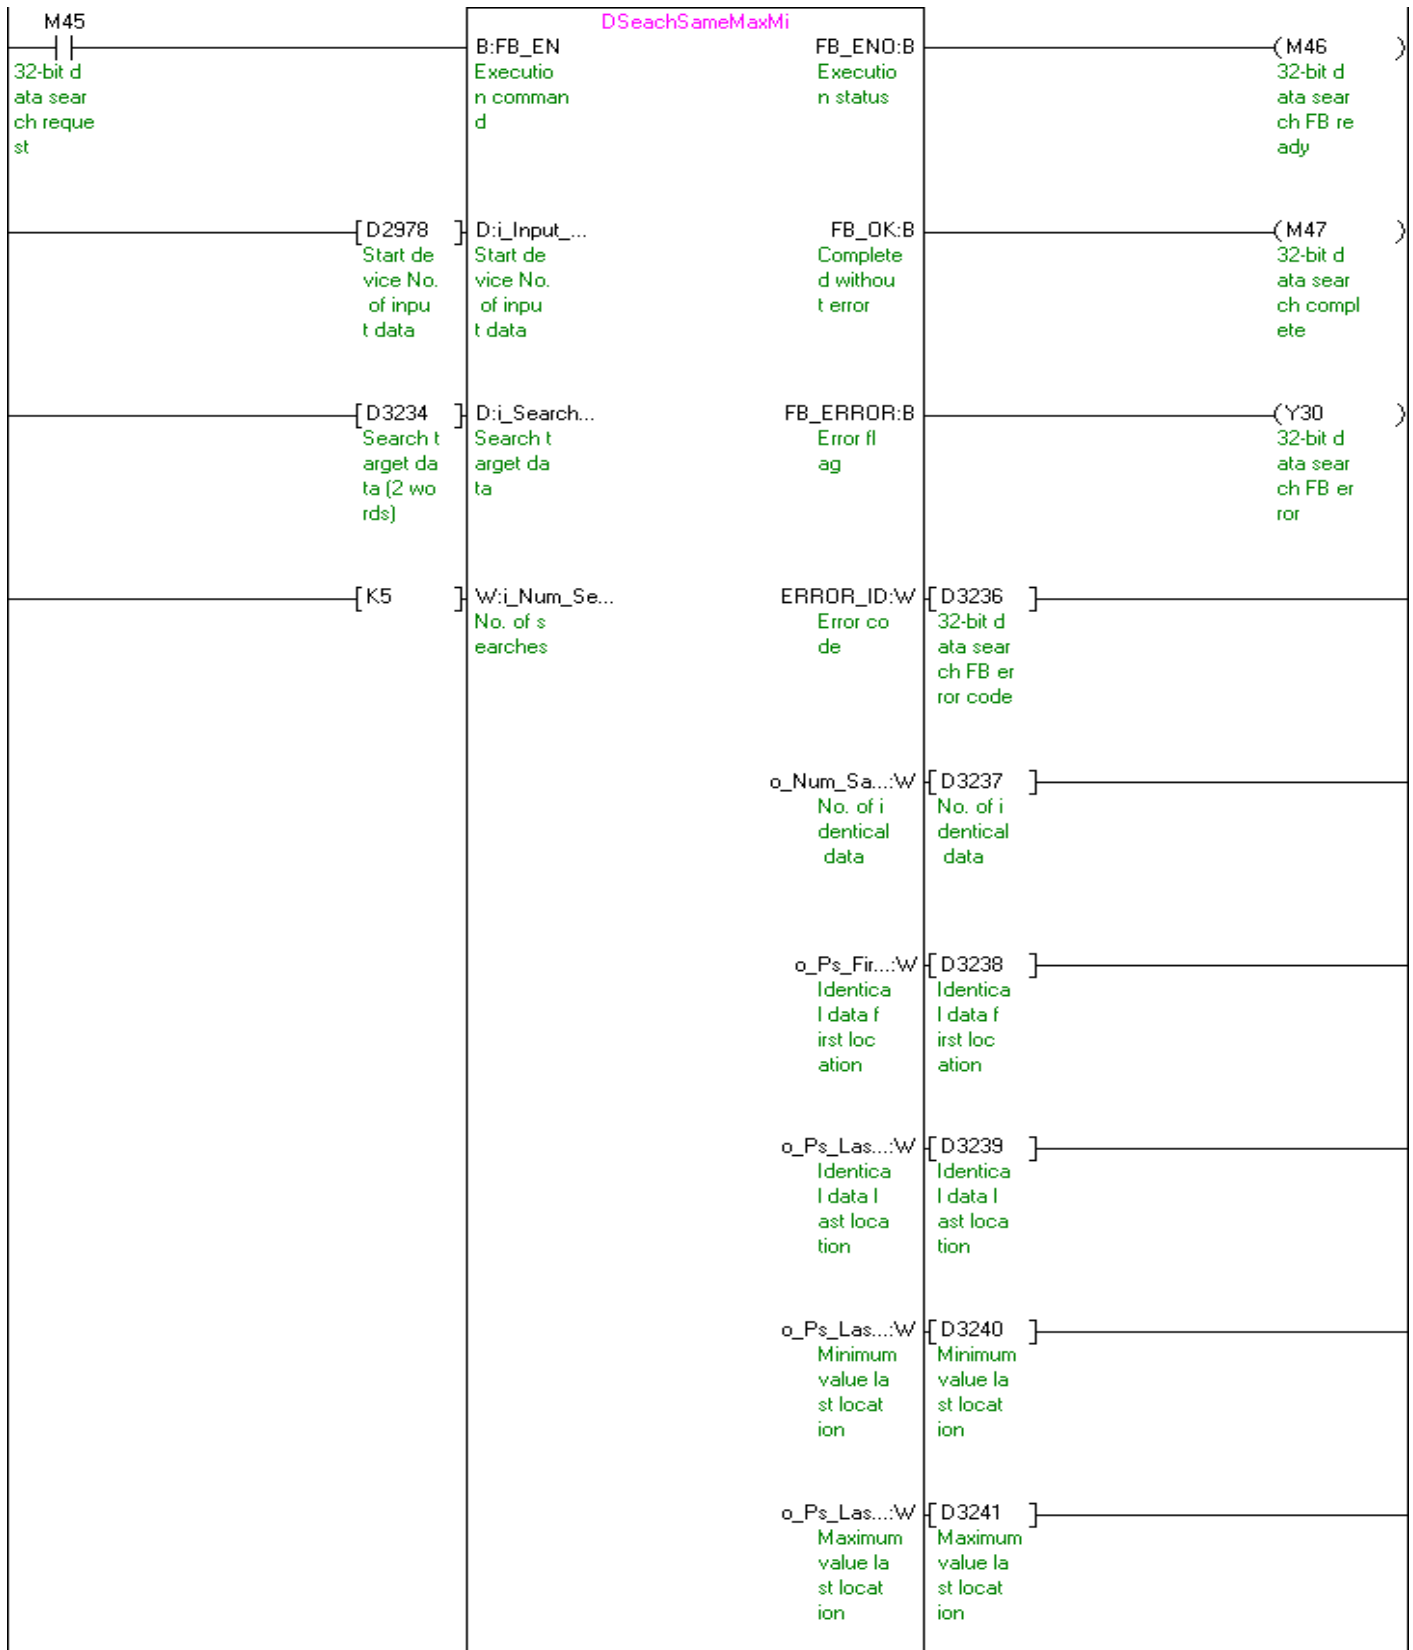 M45
32-bit d
ata sear
ch reque
st
DSeachSameMaxMi
B:FB_EN
Executio
n comman
d
FB_ENO:B
Executio
n status
(M46 )
32-bit d
ata sear
ch FB re
ady
[D2978 ]
Start de
vice No.
of inpu
t data
D:i_Input_...
Start de
vice No.
of inpu
t data
FB_OK:B
Complete
d withou
t error
(M47 )
32-bit d
ata sear
ch compl
ete
[D3234 ]
Search t
arget da
ta (2 wo
rds)
D:i_Search...
Search t
arget da
ta
FB_ERROR:B
Error fl
ag
(Y30 )
32-bit d
ata sear
ch FB er
ror
[K5 ]
W:i_Num_Se...
No. of s
earches
ERROR_ID:W
Error co
de
[D3236 ]
32-bit d
ata sear
ch FB er
ror code
o_Num_Sa...:W
No. of i
dentical
data
[D3237 ]
No. of i
dentical
data
o_Ps_Fir...:W
Identica
l data f
irst loc
ation
[D3238 ]
Identica
l data f
irst loc
ation
o_Ps_Las...:W
Identica
l data l
ast loca
tion
[D3239 ]
Identica
l data l
ast loca
tion
o_Ps_Las...:W
Minimum
value la
st locat
ion
[D3240 ]
Minimum
value la
st locat
ion
o_Ps_Las...:W
Maximum
value la
st locat
ion
[D3241 ]
Maximum
value la
st locat
ion